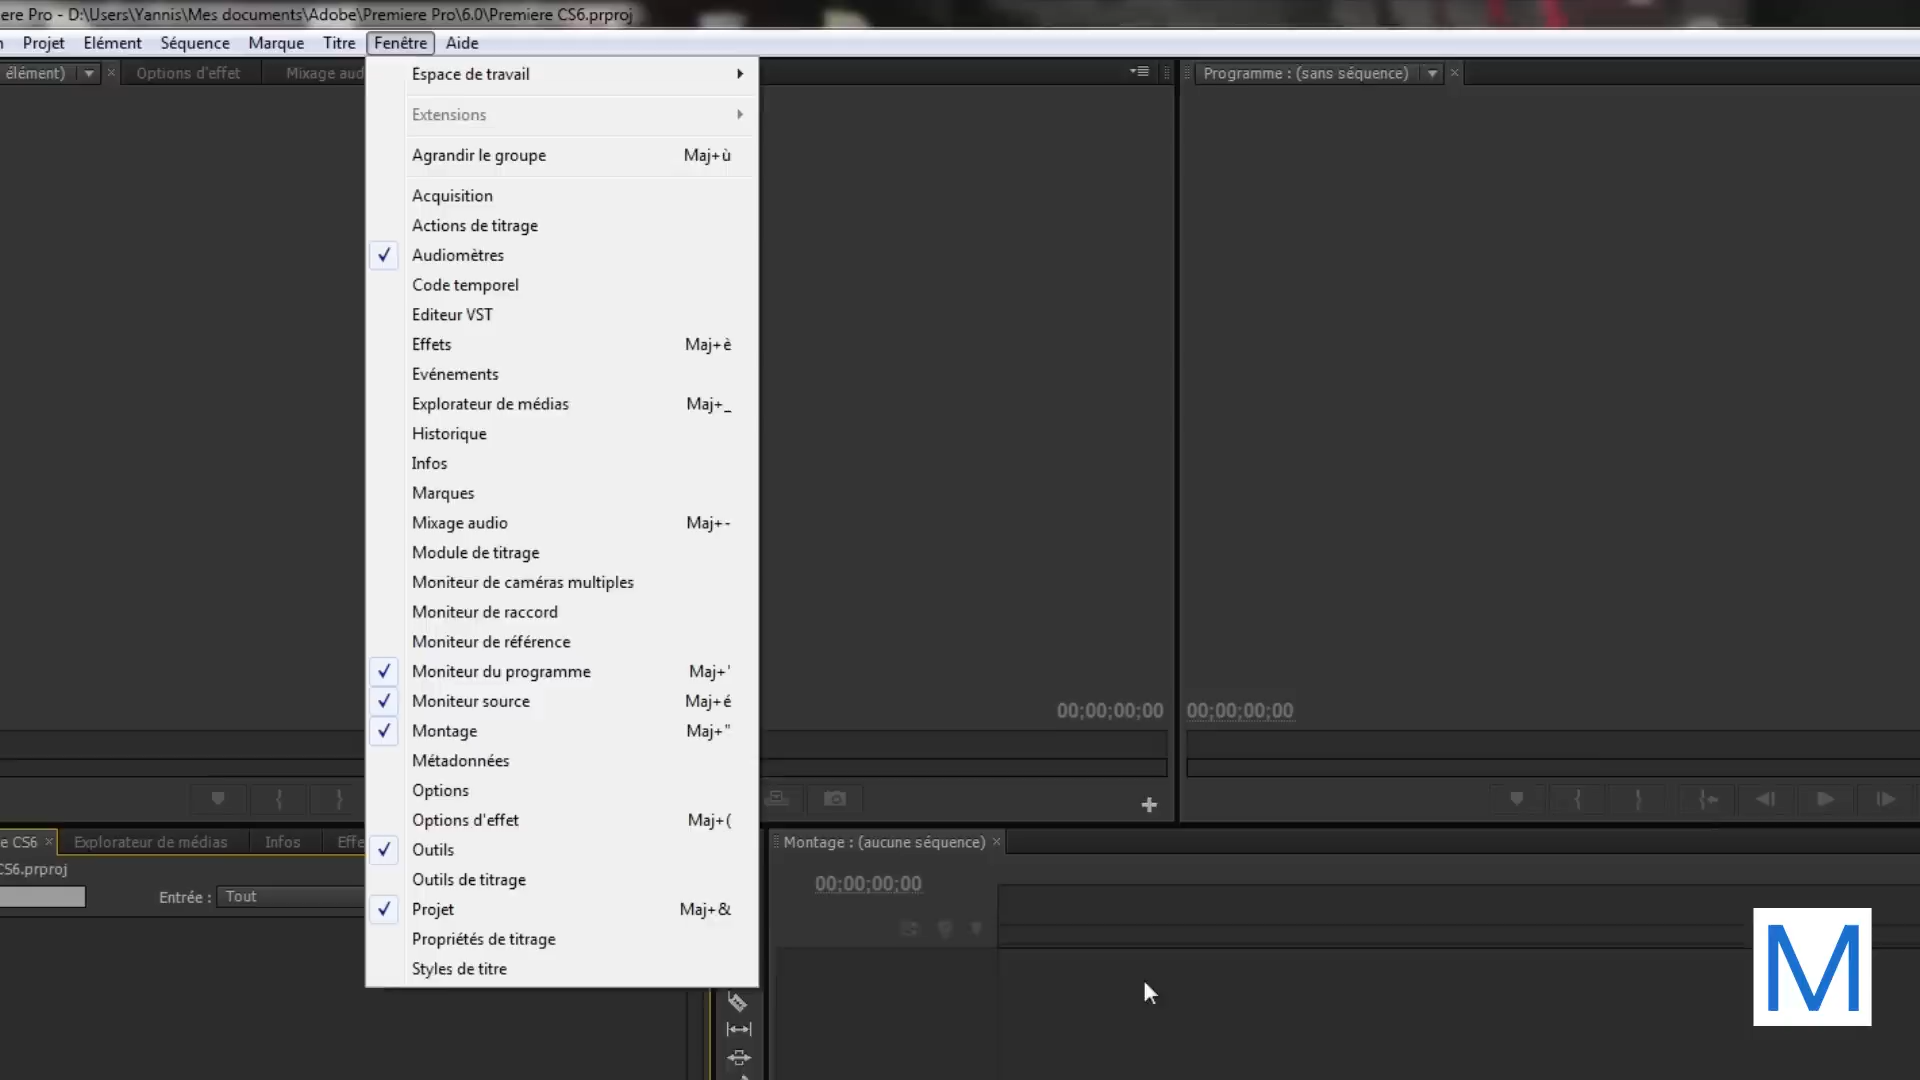 ere Pro - D:\Users\Yannis\Mes documents\Adobe\Premiere Pro\6.0\Premiere CS6.prproj
Projet Elément Séquence Marque Titre Fenêtre Aide
élément) Options d'effet Mixage aud
Programme : (sans séquence)
Espace de travail
Extensions
Agrandir le groupe Maj+ù
Acquisition
Actions de titrage
Audiomètres
Code temporel
Editeur VST
Effets Maj+è
Evénements
Explorateur de médias Maj+_
Historique
Infos
Marques
Mixage audio Maj+-
Module de titrage
Moniteur de caméras multiples
Moniteur de raccord
Moniteur de référence
Moniteur du programme Maj+'
Moniteur source Maj+é
Montage Maj+"
Métadonnées
Options
Options d'effet Maj+(
Outils
Outils de titrage
Projet Maj+&
Propriétés de titrage
Styles de titre
00;00;00;00 00;00;00;00
e CS6 Explorateur de médias Infos Effe
CS6.prproj
Entrée : Tout
Montage : (aucune séquence)
00;00;00;00
M